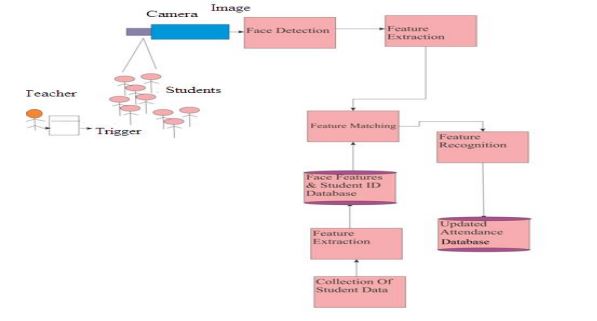 Image
Camera
Face Detection
Feature
Extraction
Teacher
Students
Trigger
Feature Matching
Feature
Recognition
Face Features
& Student ID
Database
Updated
Attendance
Database
Feature
Extraction
Collection Of
Student Data